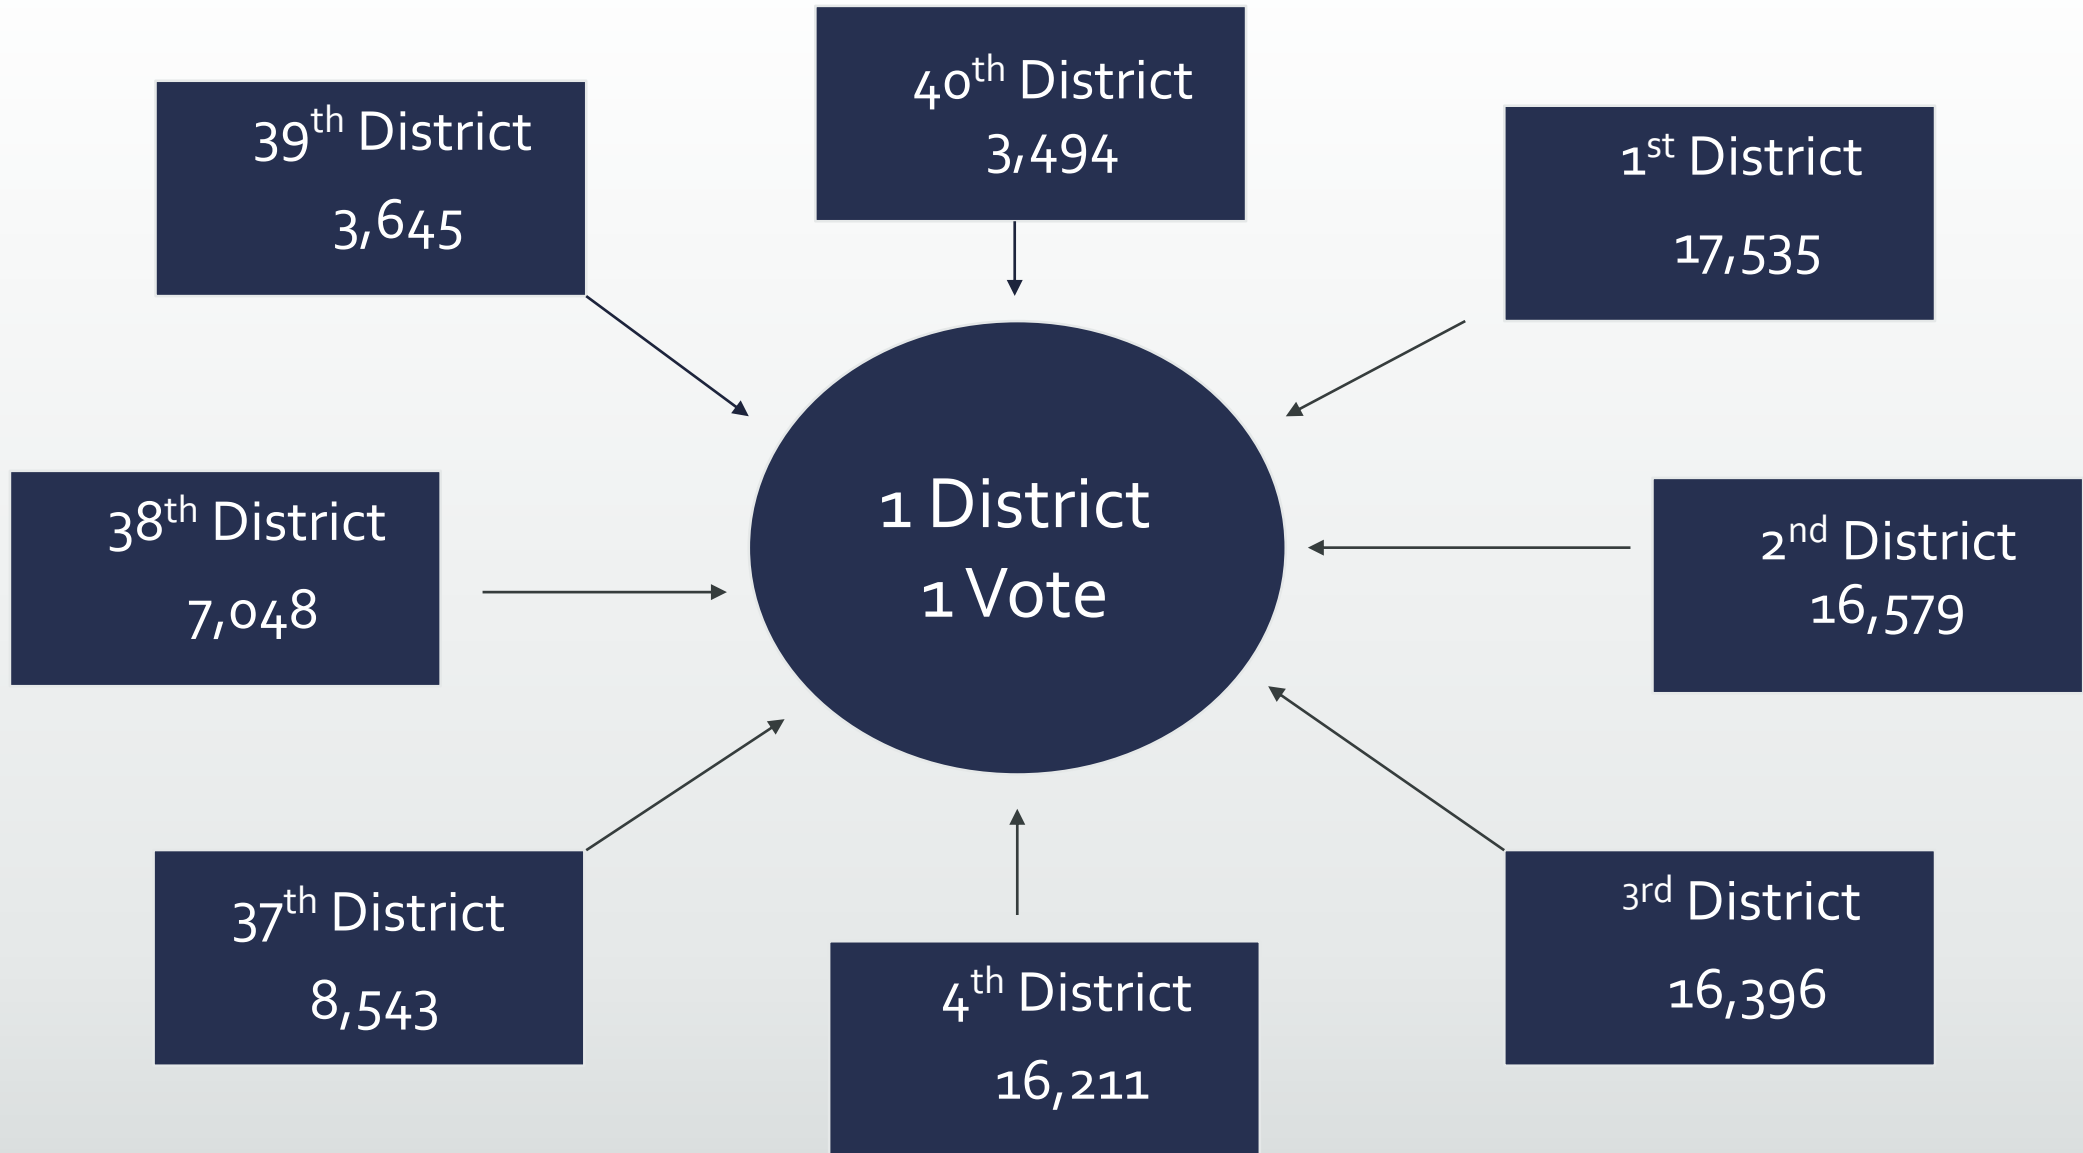 40th District
3,494
39th District
3,645
1st District
17,535
1 District
1 Vote
38th District
7,048
2nd District
16,579
37th District
8,543
4th District
16,211
3rd District
16,396